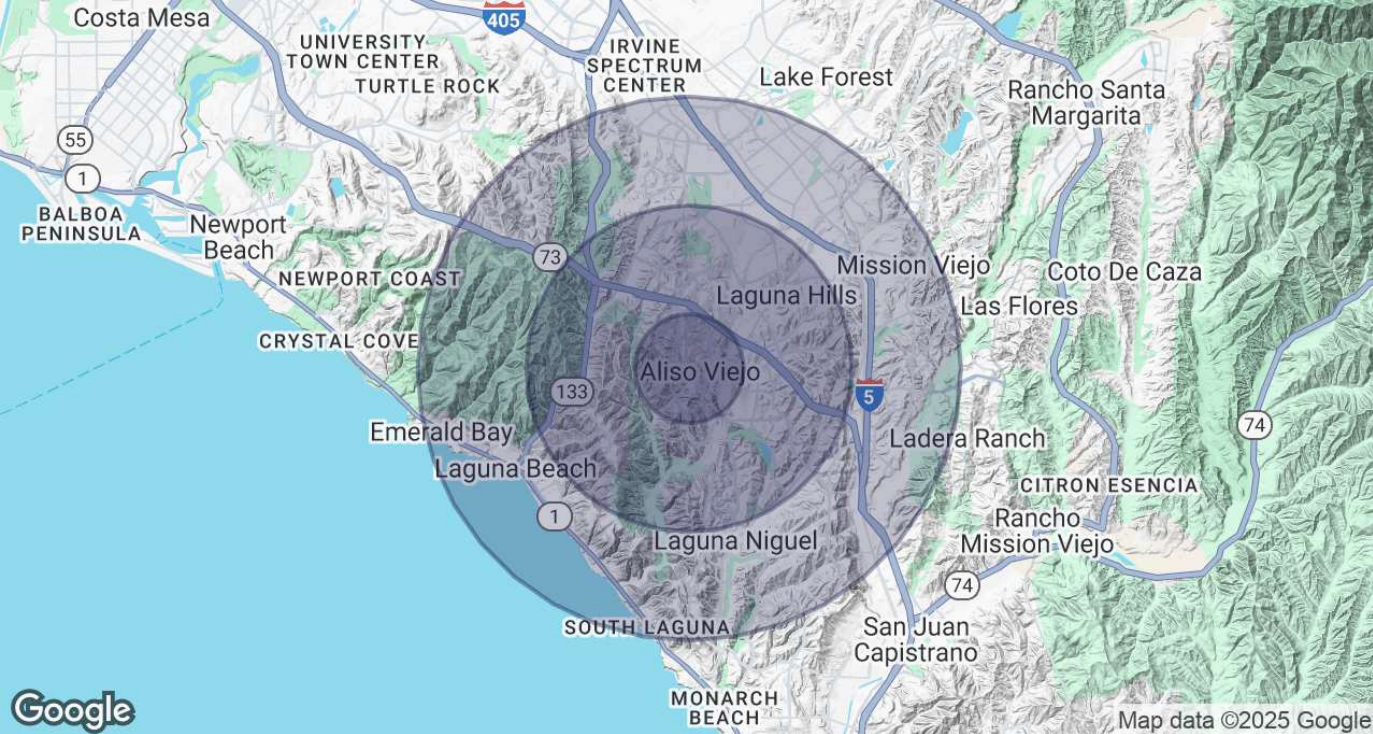 Costa Mesa
405
UNIVERSITY
TOWN CENTER
TURTLE ROCK
IRVINE
SPECTRUM
CENTER
Lake Forest
Rancho Santa
Margarita
55
1
BALBOA
PENINSULA
Newport
Beach
NEWPORT COAST
73
Mission Viejo
Coto De Caza
Laguna Hills
Las Flores
CRYSTAL COVE
Aliso Viejo
133
5
Emerald Bay
Ladera Ranch
74
Laguna Beach
CITRON ESENCIA
1
Rancho
Mission Viejo
Laguna Niguel
74
SOUTH LAGUNA
San Juan
Capistrano
MONARCH
BEACH
Google
Map data ©2025 Google